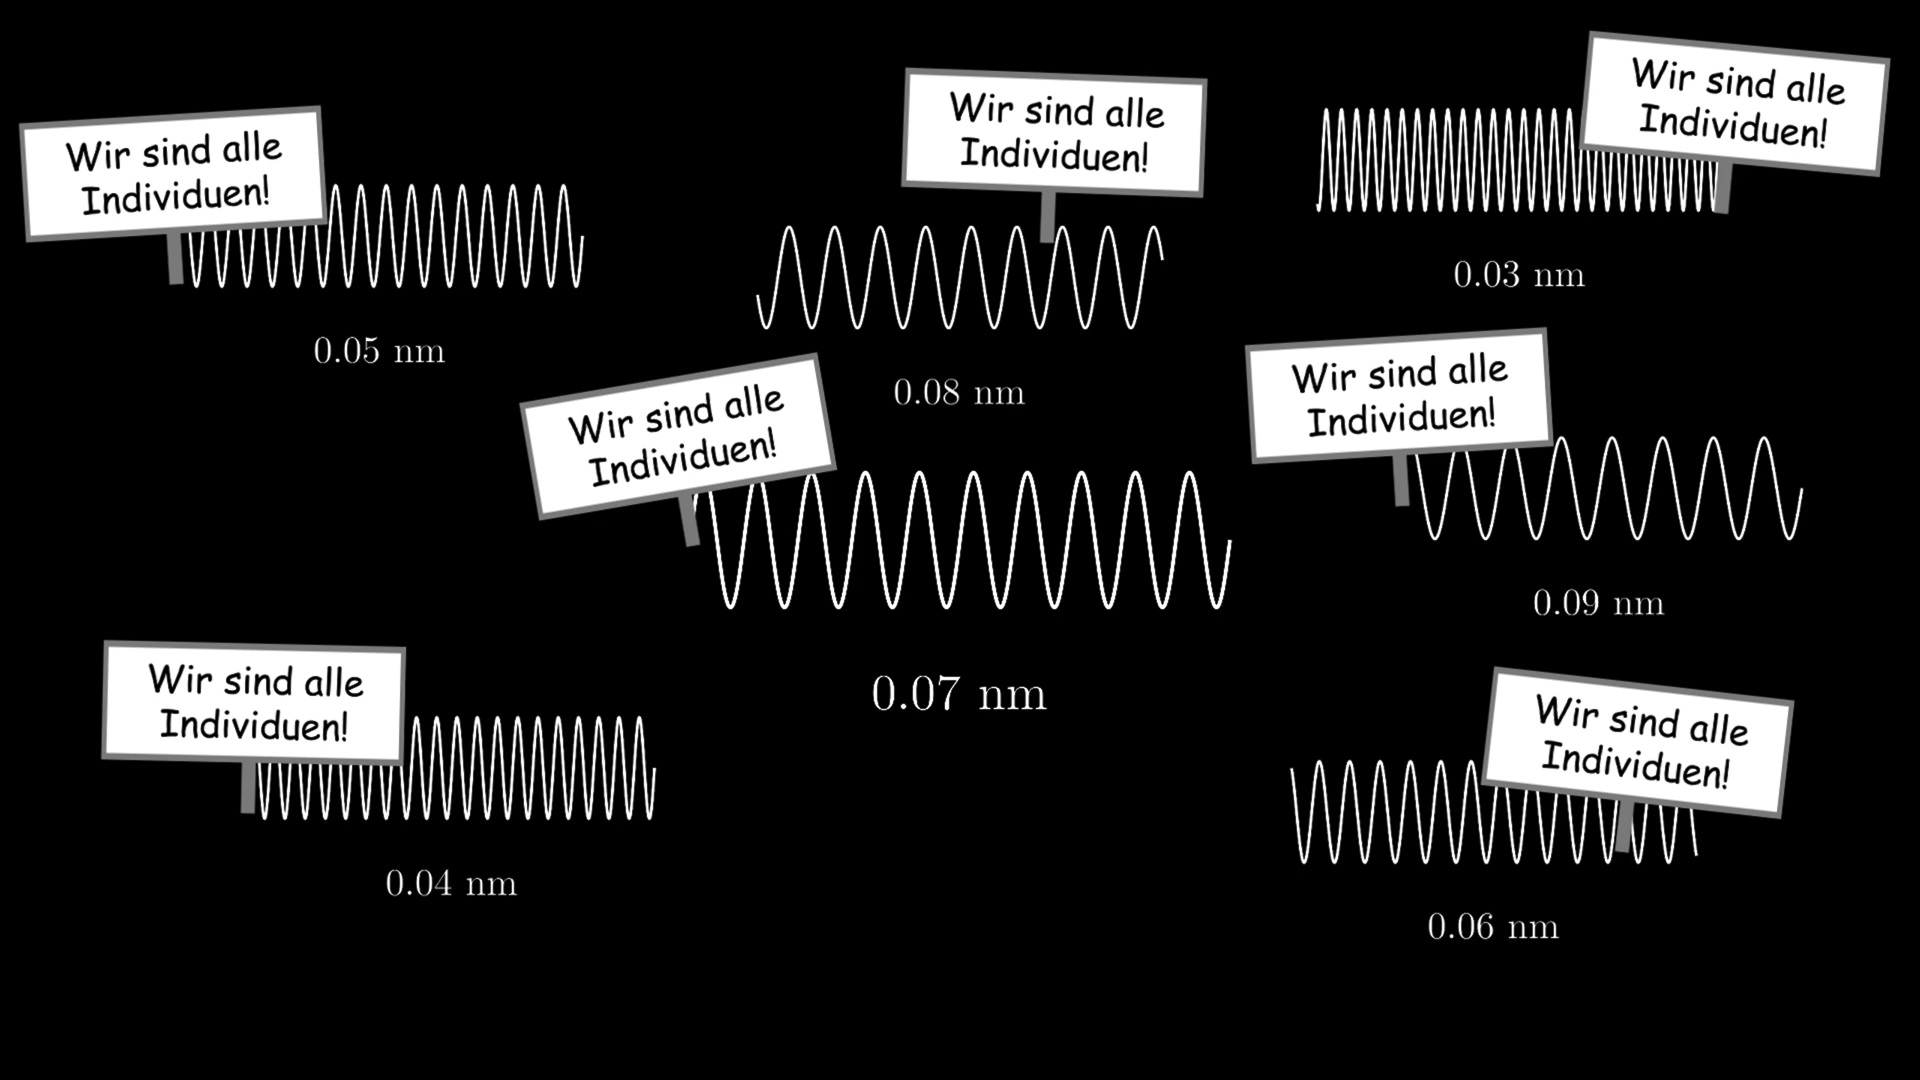 Wir sind alle
Individuen!
0.05 nm
Wir sind alle
Individuen!
0.08 nm
Wir sind alle
Individuen!
0.03 nm
Wir sind alle
Individuen!
0.07 nm
Wir sind alle
Individuen!
0.09 nm
Wir sind alle
Individuen!
0.04 nm
Wir sind alle
Individuen!
0.06 nm